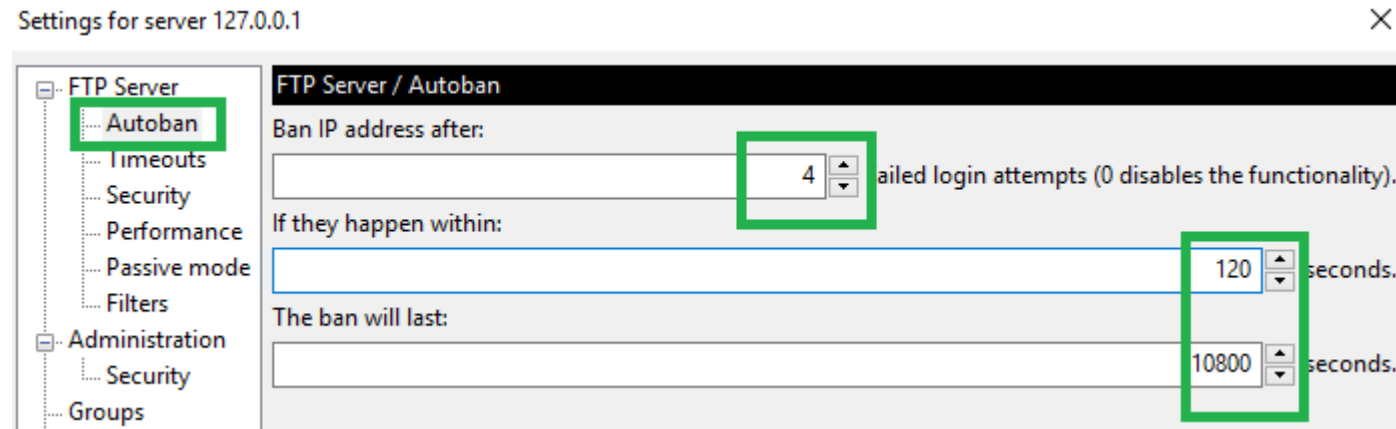 Settings for server 127.0.0.1
FTP Server
Autoban
Timeouts
Security
Performance
Passive mode
Filters
Administration
Security
Groups
FTP Server / Autoban
Ban IP address after:
4 ailed login attempts (0 disables the functionality).
If they happen within:
120 seconds.
The ban will last:
10800 seconds.